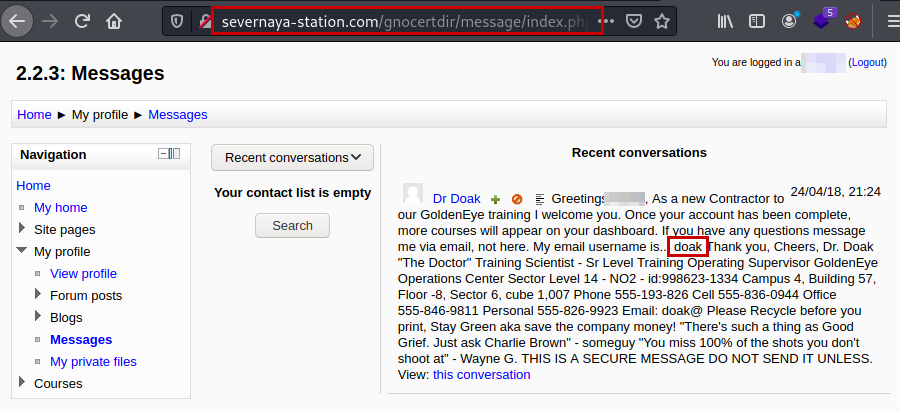 severnaya-station.com/gnocertdir/message/index.ph
5
2.2.3: Messages
You are logged in a (Logout)
Home ► My profile ► Messages
Navigation
Home
My home
Site pages
My profile
View profile
Forum posts
Blogs
Messages
My private files
Courses
Recent conversations
Your contact list is empty
Search
Recent conversations
24/04/18, 21:24
Dr Doak Greetings , As a new Contractor to
our GoldenEye training I welcome you. Once your account has been complete,
more courses will appear on your dashboard. If you have any questions message
me via email, not here. My email username is... doak Thank you, Cheers, Dr. Doak
"The Doctor" Training Scientist - Sr Level Training Operating Supervisor GoldenEye
Operations Center Sector Level 14 - NO2 - id:998623-1334 Campus 4, Building 57,
Floor -8, Sector 6, cube 1,007 Phone 555-193-826 Cell 555-836-0944 Office
555-846-9811 Personal 555-826-9923 Email: doak@ Please Recycle before you
print, Stay Green aka save the company money! "There's such a thing as Good
Grief. Just ask Charlie Brown" - someguy "You miss 100% of the shots you don't
shoot at" - Wayne G. THIS IS A SECURE MESSAGE DO NOT SEND IT UNLESS.
View: this conversation